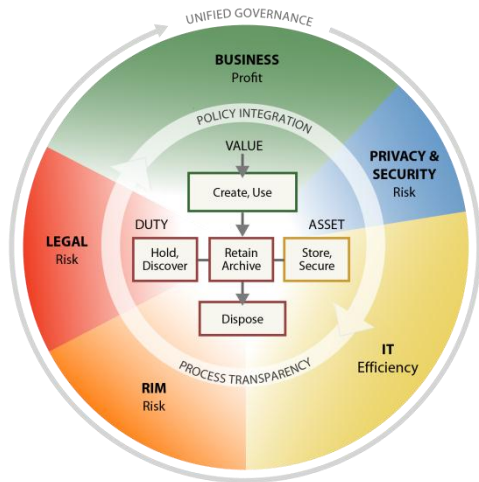 UNIFIED GOVERNANCE
BUSINESS
Profit
POLICY INTEGRATION
VALUE
PRIVACY &
SECURITY
Risk
Create, Use
DUTY
ASSET
LEGAL
Risk
Hold,
Discover
Retain
Archive
Store,
Secure
Dispose
IT
Efficiency
PROCESS TRANSPARENCY
RIM
Risk